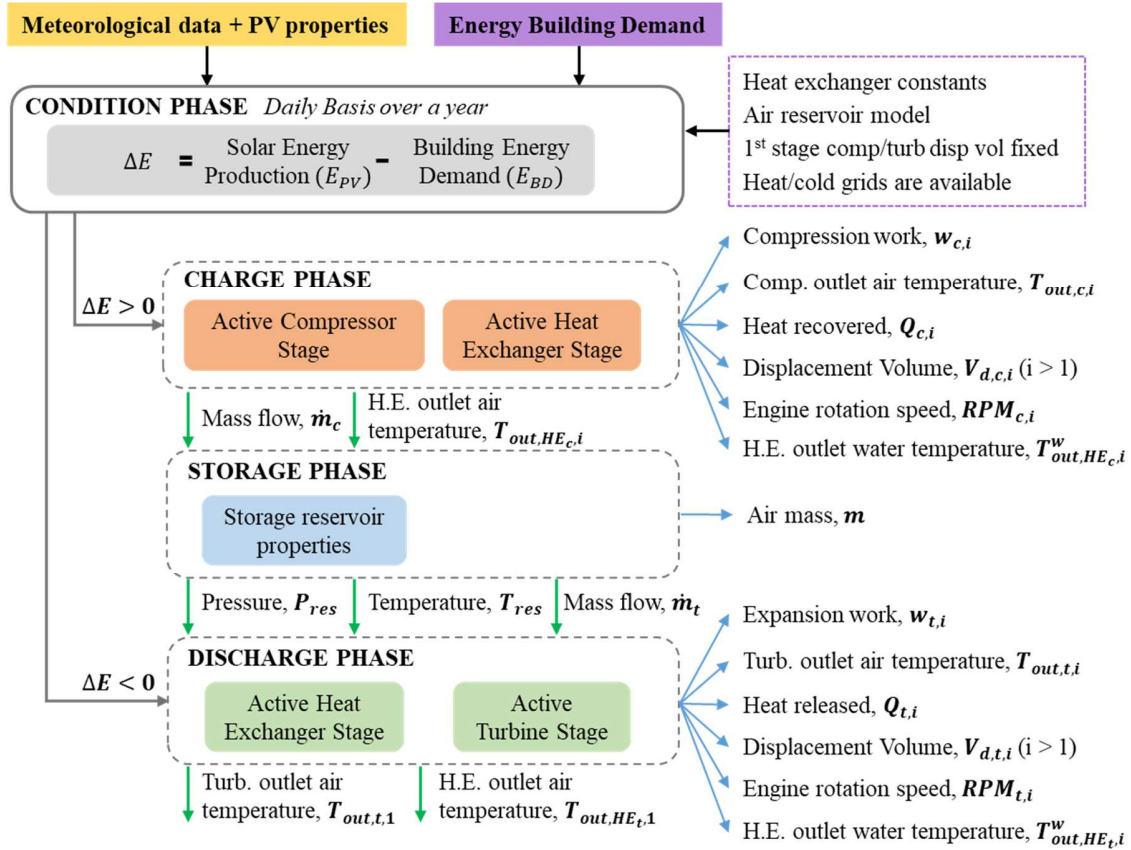 Meteorological data + PV properties
Energy Building Demand
CONDITION PHASE Daily Basis over a year
ΔE = Solar Energy Production (E_PV) − Building Energy Demand (E_BD)
Heat exchanger constants
Air reservoir model
1st stage comp/turb disp vol fixed
Heat/cold grids are available
ΔE > 0
CHARGE PHASE
Active Compressor
Stage
Active Heat
Exchanger Stage
Compression work, w_c,i
Comp. outlet air temperature, T_out,c,i
Heat recovered, Q_c,i
Displacement Volume, V_d,c,i (i > 1)
Engine rotation speed, RPM_c,i
H.E. outlet water temperature, T^w_out,HE_c,i
Mass flow, ṁ_c
H.E. outlet air
temperature, T_out,HE_c,i
STORAGE PHASE
Storage reservoir
properties
Air mass, m
Pressure, P_res
Temperature, T_res
Mass flow, ṁ_t
ΔE < 0
DISCHARGE PHASE
Active Heat
Exchanger Stage
Active
Turbine Stage
Expansion work, w_t,i
Turb. outlet air temperature, T_out,t,i
Heat released, Q_t,i
Displacement Volume, V_d,t,i (i > 1)
Engine rotation speed, RPM_t,i
H.E. outlet water temperature, T^w_out,HE_t,i
Turb. outlet air
temperature, T_out,t,1
H.E. outlet air
temperature, T_out,HE_t,1